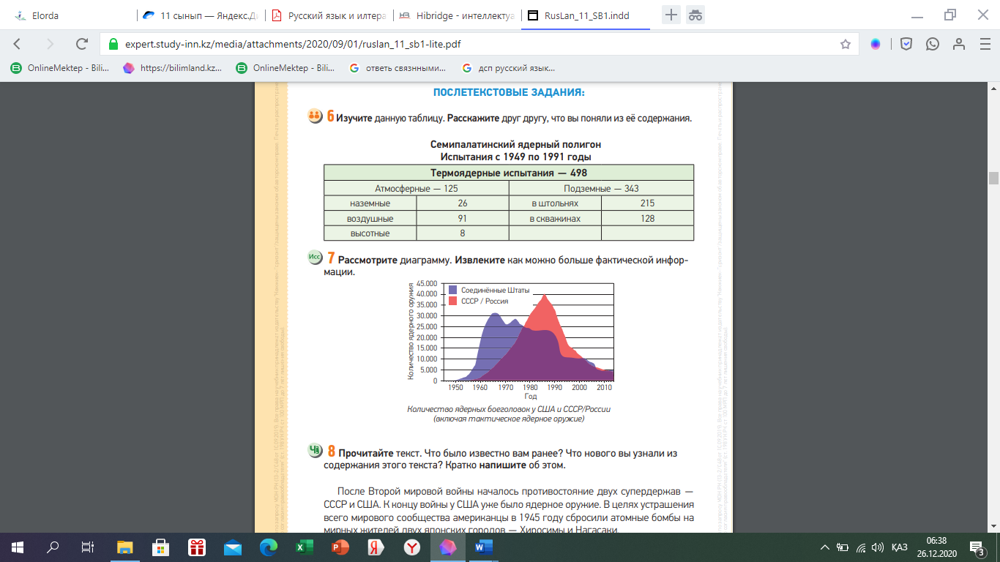 Elorda
11 сынып — Яндекс.Ди
Русский язык и илтера
Hibridge - интеллектуа
RusLan_11_SB1.indd
expert.study-inn.kz/media/attachments/2020/09/01/ruslan_11_sb1-lite.pdf
OnlineMektep - Bili...
https://bilimland.kz...
OnlineMektep - Bili...
ответь связнными...
дсп русский язык...
ПОСЛЕТЕКСТОВЫЕ ЗАДАНИЯ:
6 Изучите данную таблицу. Расскажите друг другу, что вы поняли из её содержания.
Семипалатинский ядерный полигон
Испытания с 1949 по 1991 годы
Термоядерные испытания — 498
Атмосферные — 125 Подземные — 343
наземные 26 в штольнях 215
воздушные 91 в скважинах 128
высотные 8
Исс 7 Рассмотрите диаграмму. Извлеките как можно больше фактической инфор-
мации.
Количество ядерного оружия
45.000
40.000
35.000
30.000
25.000
20.000
15.000
10.000
5.000
0
Соединённые Штаты
СССР / Россия
1950 1960 1970 1980 1990 2000 2010
Год
Количество ядерных боеголовок у США и СССР/России
(включая тактическое ядерное оружие)
8 Прочитайте текст. Что было известно вам ранее? Что нового вы узнали из
содержания этого текста? Кратко напишите об этом.
После Второй мировой войны началось противостояние двух супердержав —
СССР и США. К концу войны у США уже было ядерное оружие. В целях устрашения
всего мирового сообщества американцы в 1945 году сбросили атомные бомбы на
мирных жителей двух японских городов — Хиросимы и Нагасаки.
ҚАЗ
06:38
26.12.2020
3